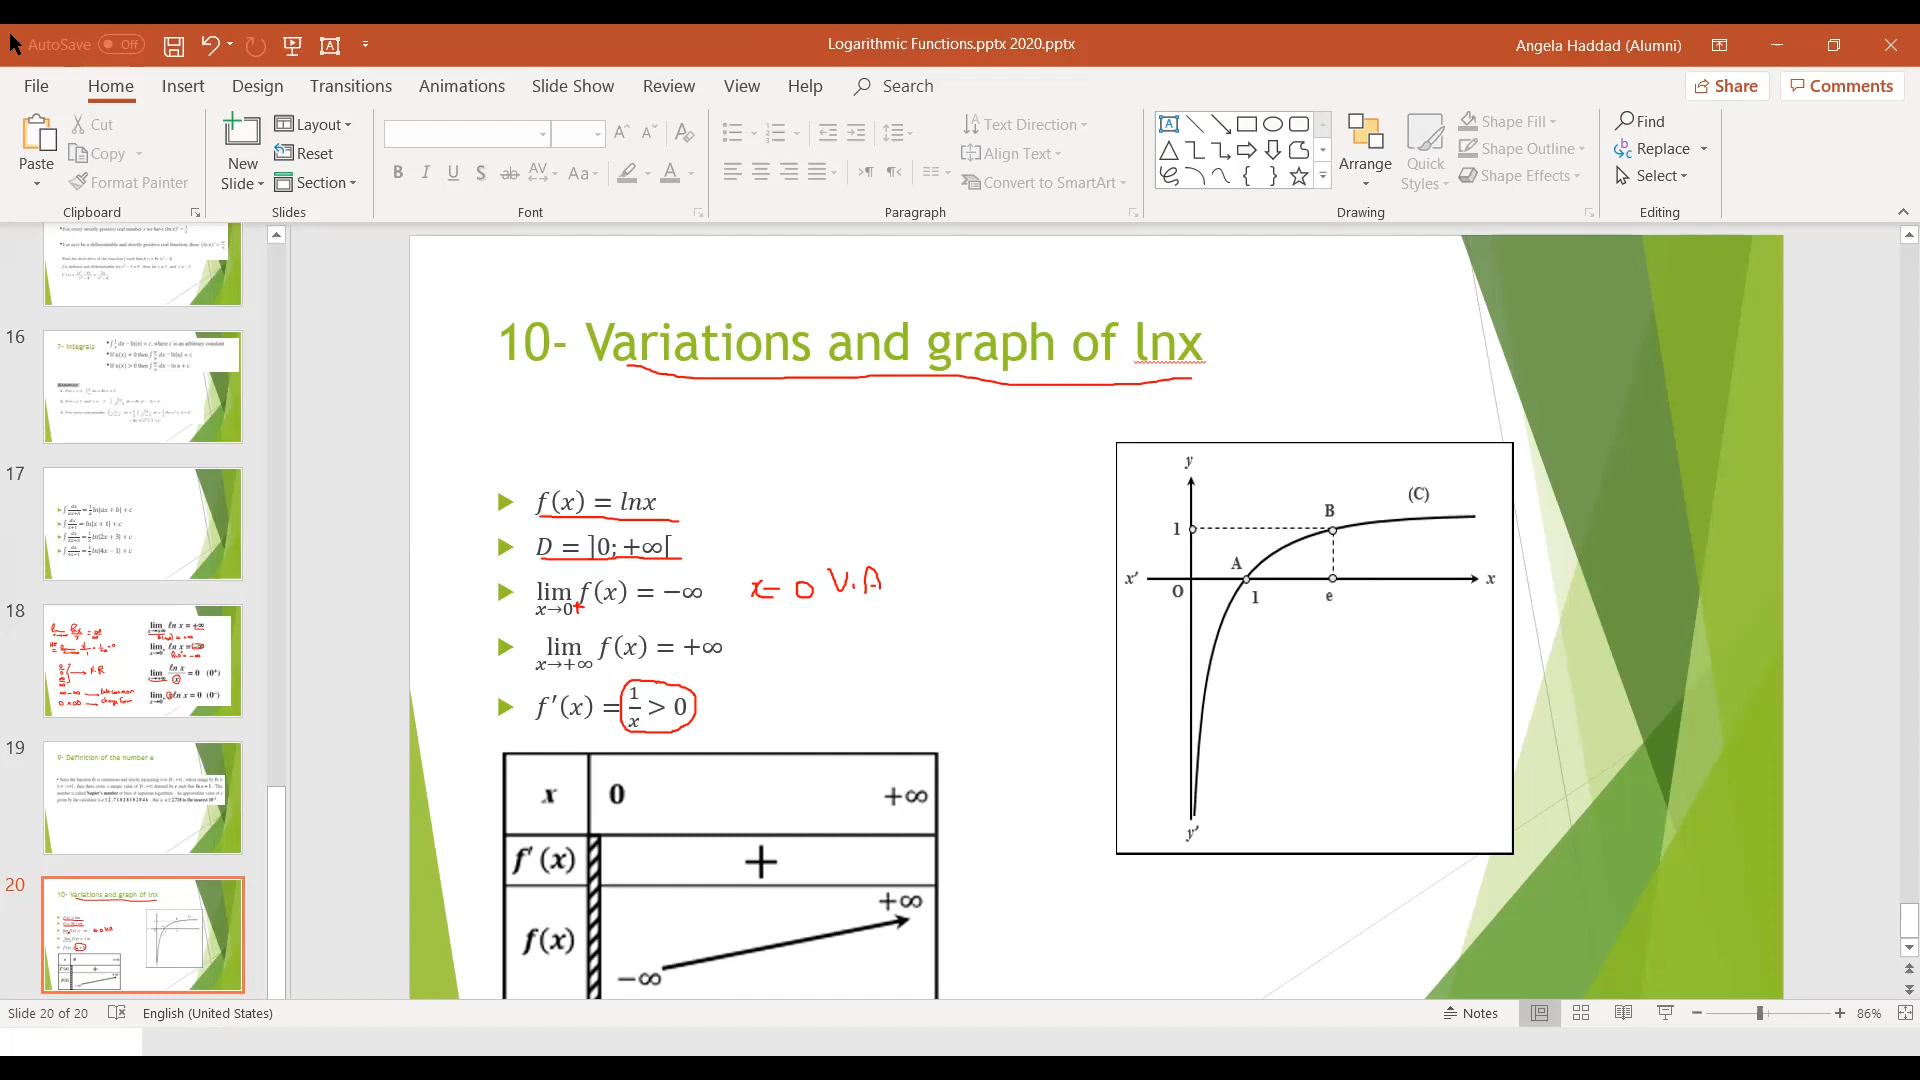 AutoSave Off
Logarithmic Functions.pptx 2020.pptx
Angela Haddad (Alumni)
File Home Insert Design Transitions Animations Slide Show Review View Help Search
Share Comments
Paste
Cut
Copy
Format Painter
Clipboard
New Slide
Layout
Reset
Section
Slides
Font
Text Direction
Align Text
Convert to SmartArt
Paragraph
Arrange
Quick Styles
Shape Fill
Shape Outline
Shape Effects
Drawing
Find
Replace
Select
Editing
16
7- Integrals
17
18
19
9- Definition of the number e
20
10- Variations and graph of lnx
10- Variations and graph of lnx
f(x) = lnx
D = ]0; +∞[
lim x→0+ f(x) = −∞ x = 0 V.A
lim x→+∞ f(x) = +∞
f′(x) = 1/x > 0
x 0 +∞
f′(x) +
f(x) −∞ +∞
y
(C)
B
1
A
x′ x
O 1 e
y′
Slide 20 of 20 English (United States) Notes 86%